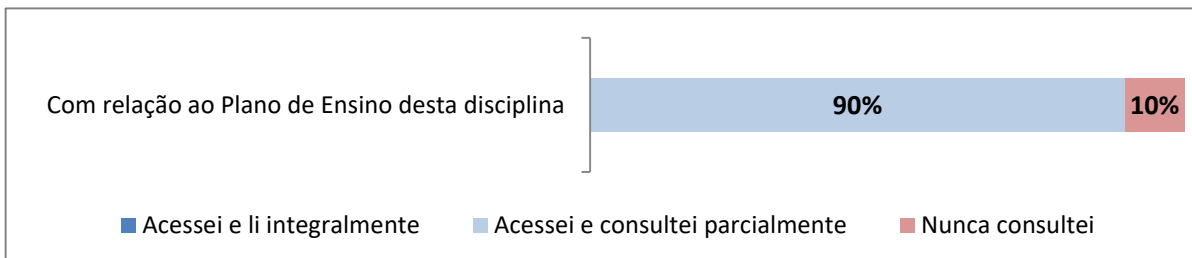 Com relação ao Plano de Ensino desta disciplina
90%
10%
Acessei e li integralmente
Acessei e consultei parcialmente
Nunca consultei